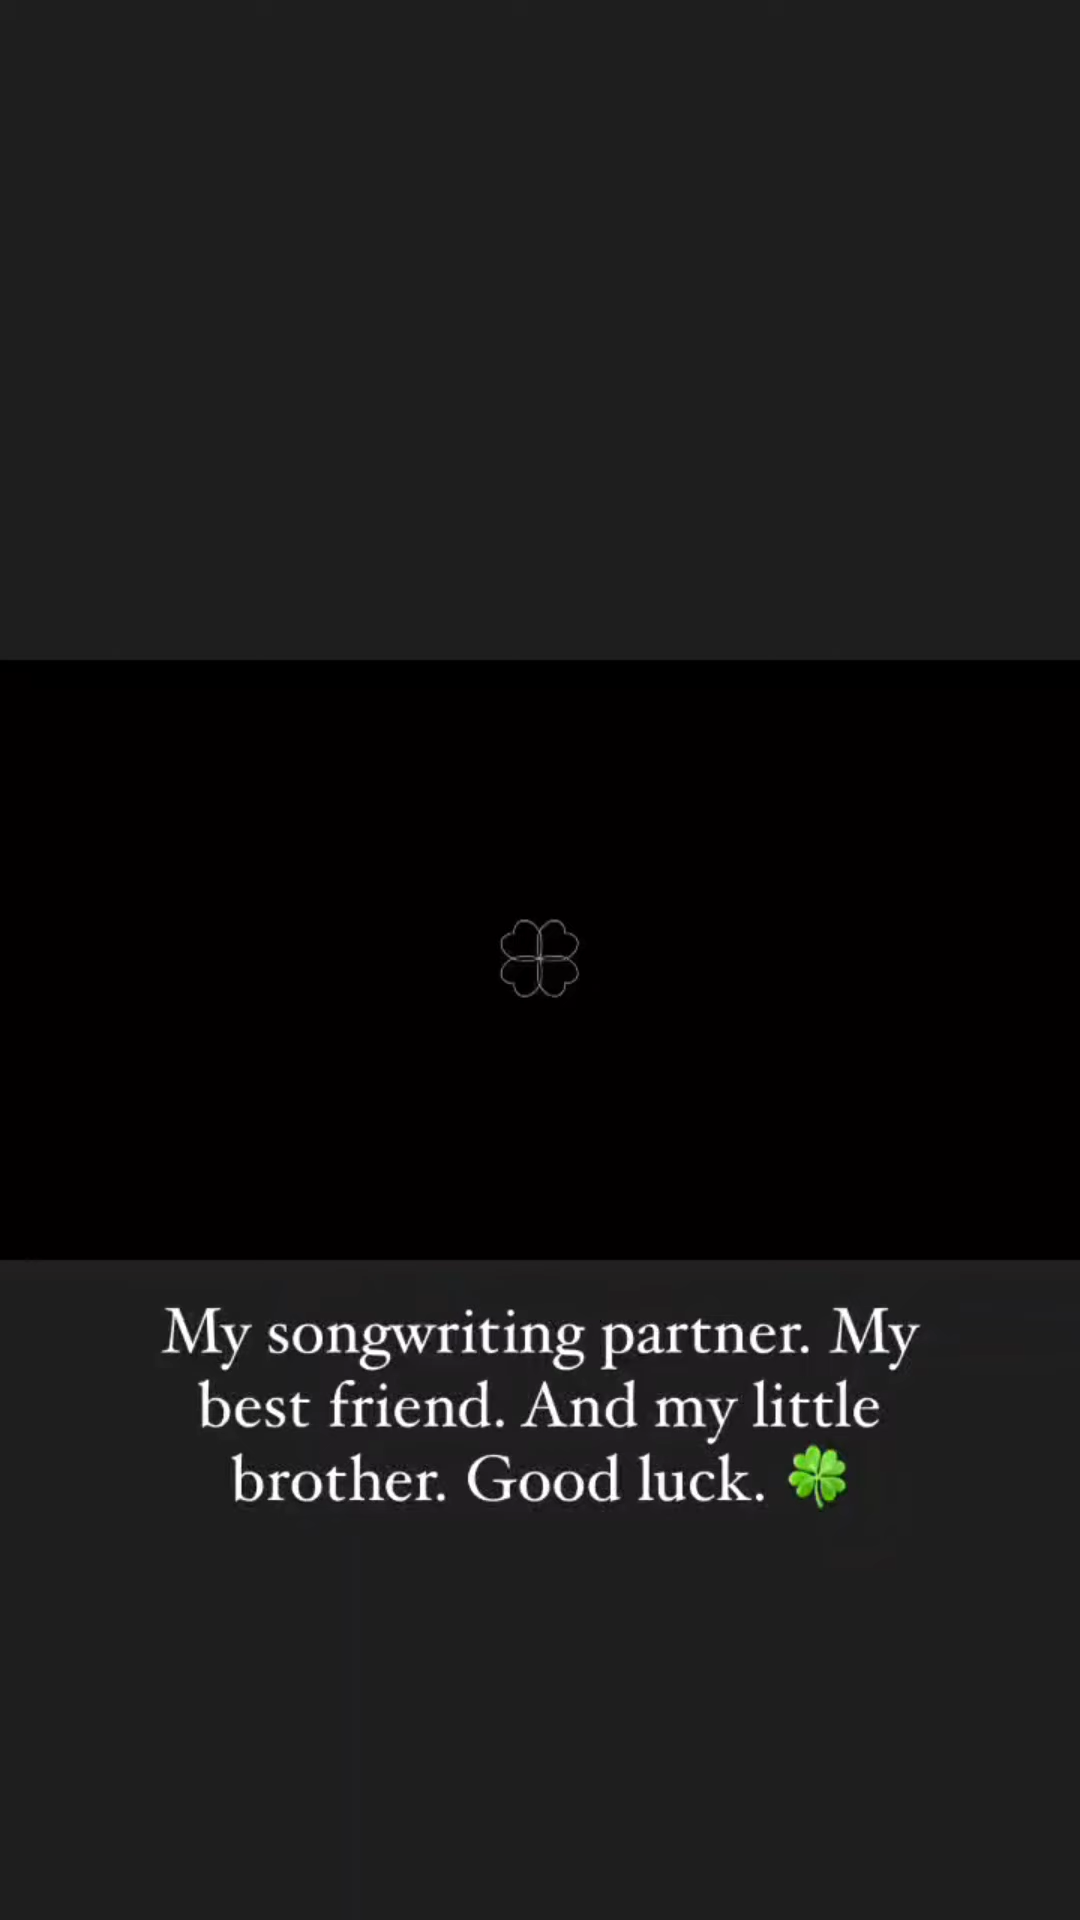 My songwriting partner. My
best friend. And my little
brother. Good luck. 🍀